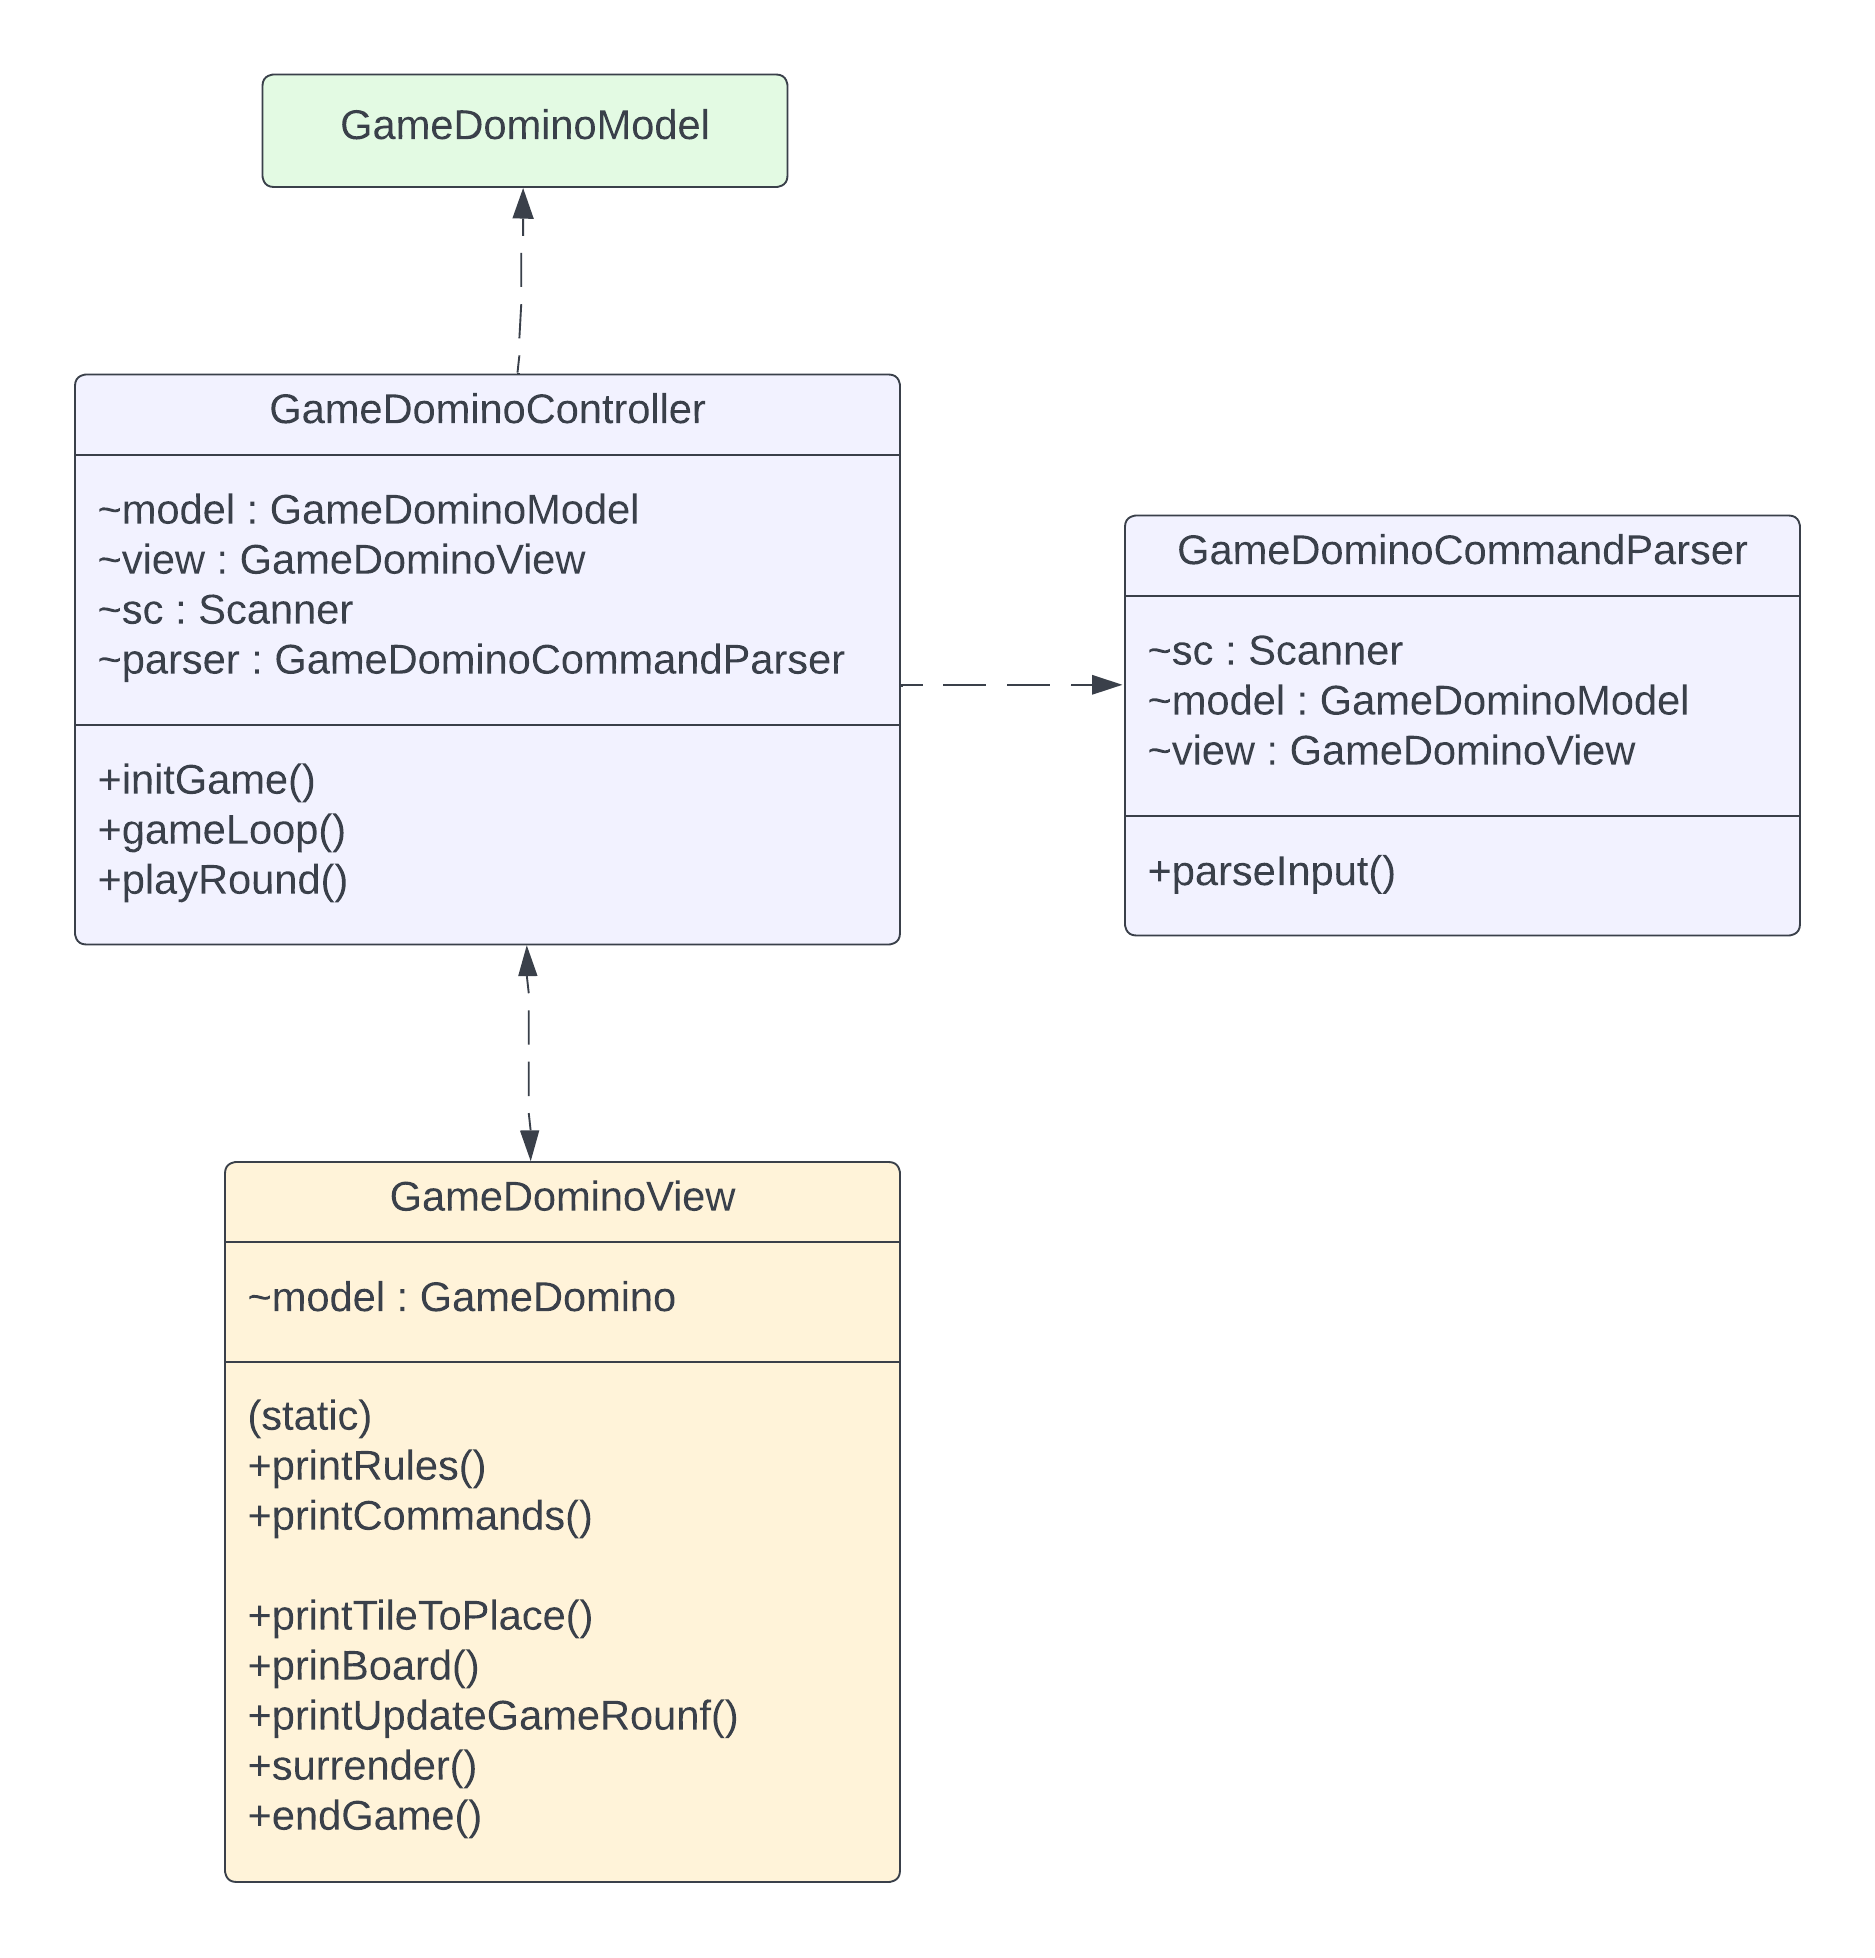 GameDominoModel
GameDominoController
~model : GameDominoModel
~view : GameDominoView
~sc : Scanner
~parser : GameDominoCommandParser
+initGame()
+gameLoop()
+playRound()
GameDominoCommandParser
~sc : Scanner
~model : GameDominoModel
~view : GameDominoView
+parseInput()
GameDominoView
~model : GameDomino
(static)
+printRules()
+printCommands()
+printTileToPlace()
+prinBoard()
+printUpdateGameRounf()
+surrender()
+endGame()